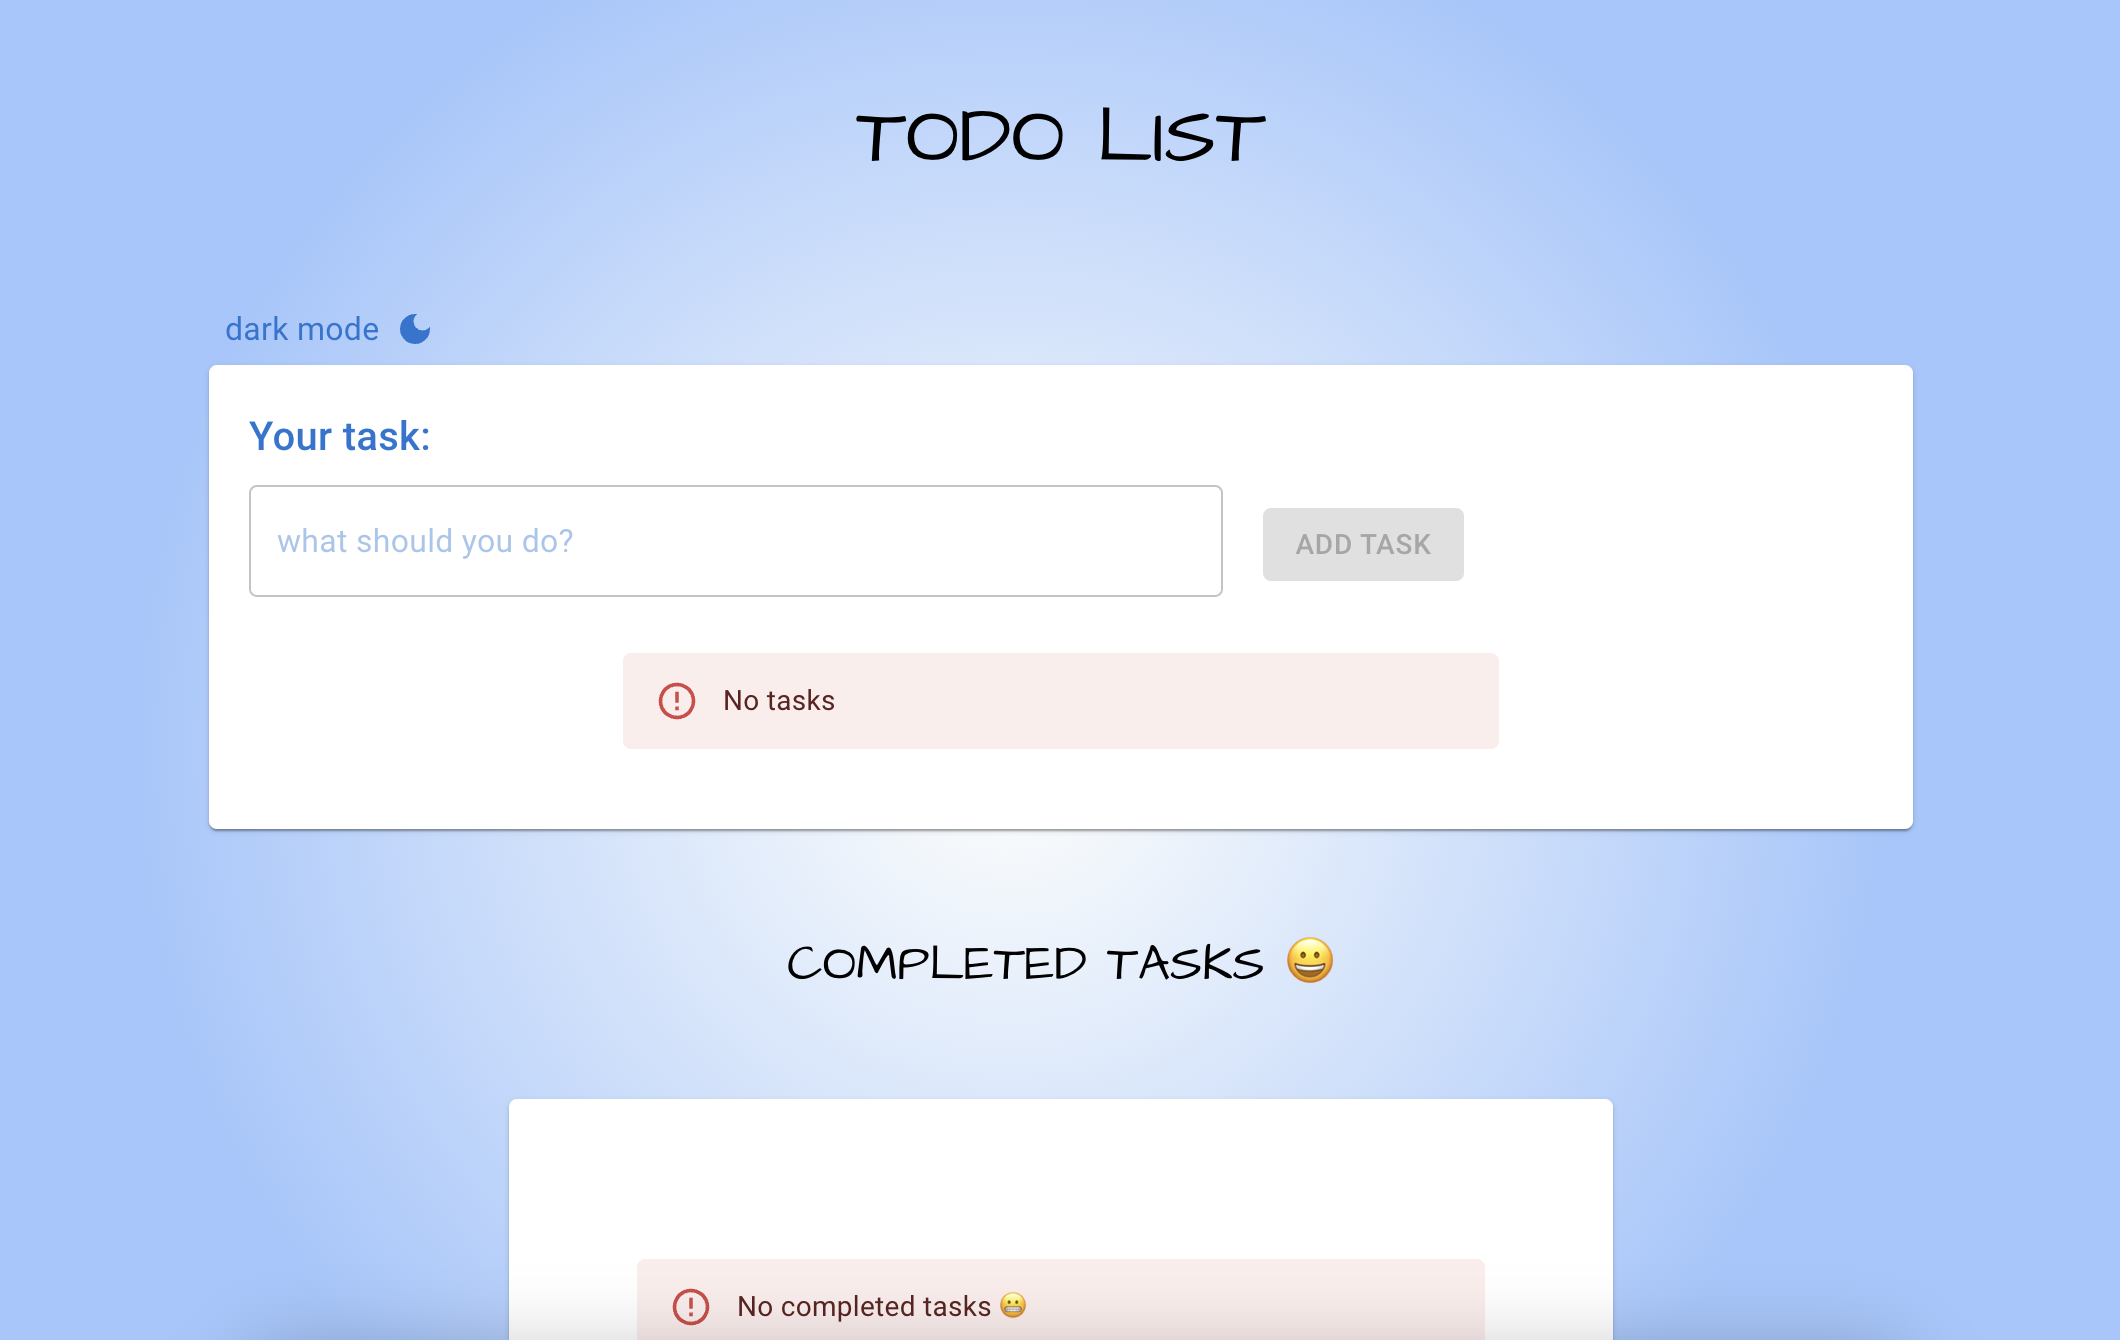 TODO LIST
dark mode
Your task:
what should you do?
ADD TASK
No tasks
COMPLETED TASKS 😀
No completed tasks 😬